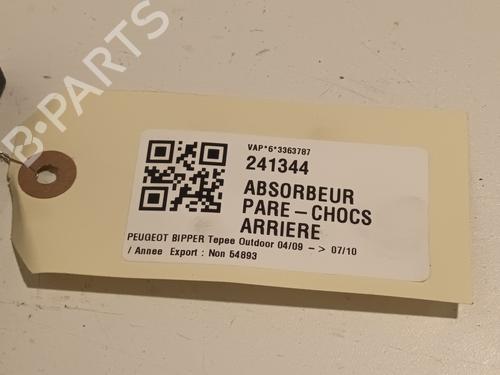 B-PARTS
VAP*6*3363787
241344
ABSORBEUR
PARE-CHOCS
ARRIERE
PEUGEOT BIPPER Tepee Outdoor 04/09 -> 07/10
/ Annee Export : Non 54893